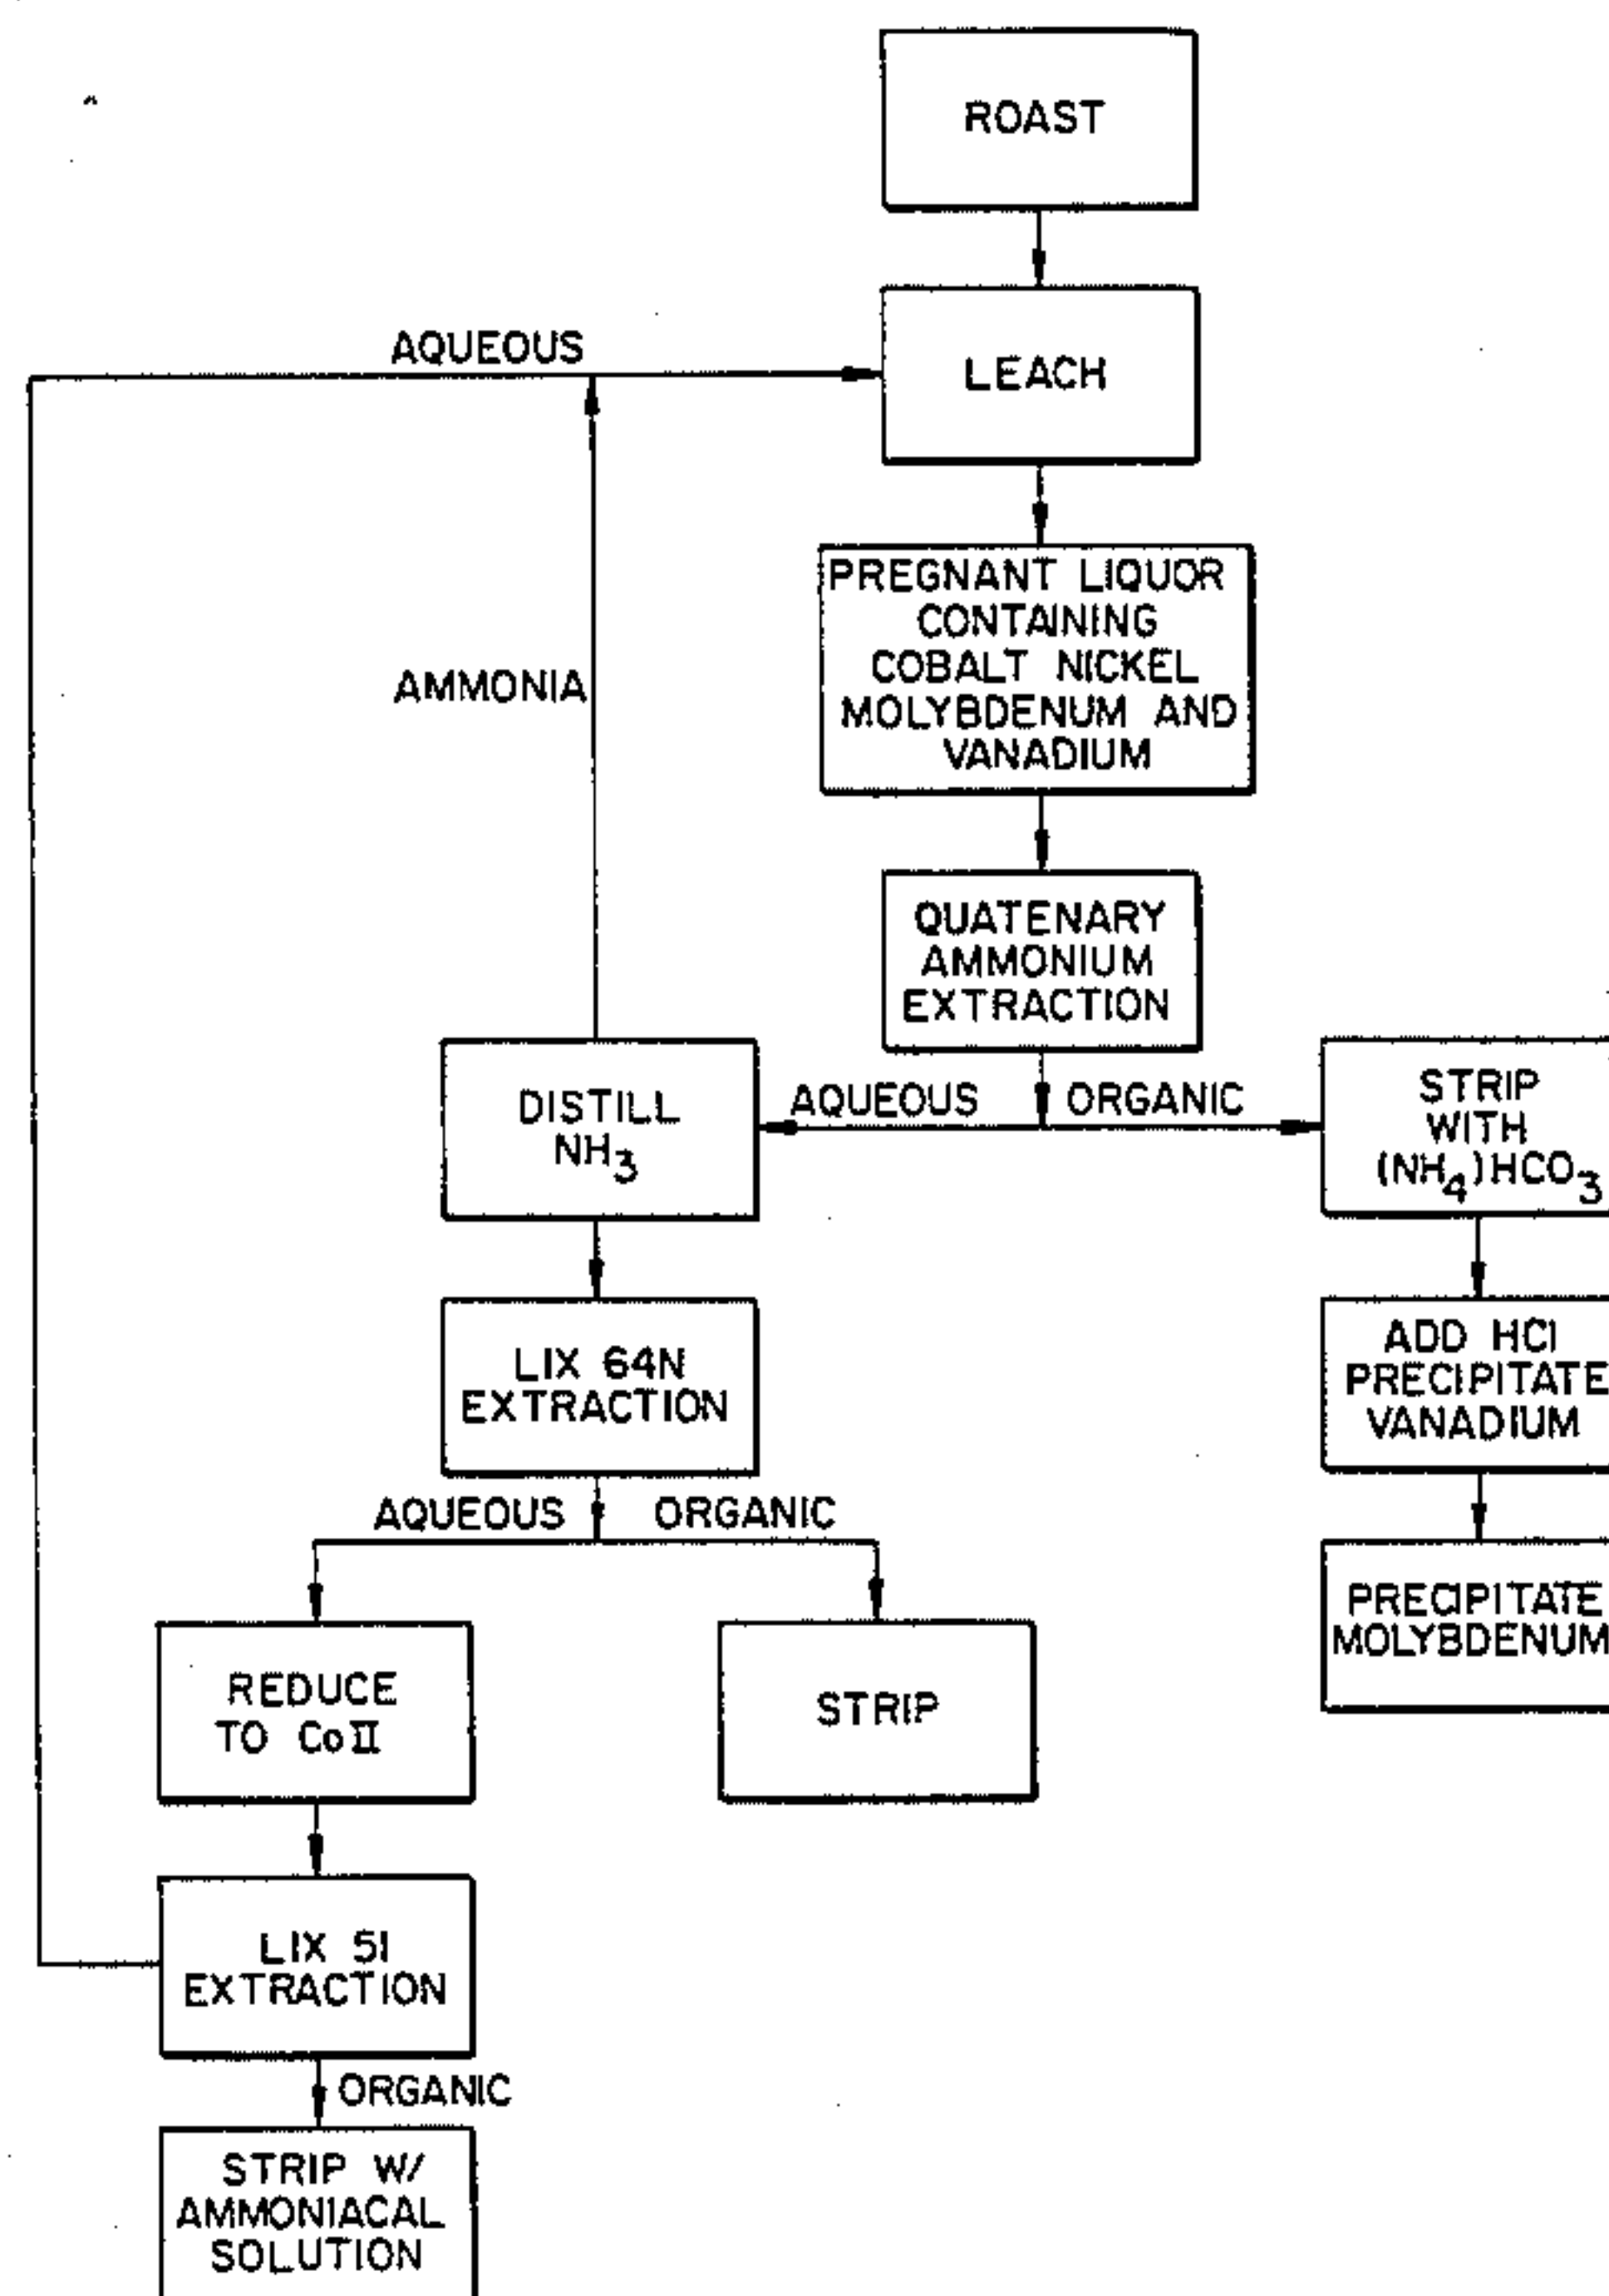 ROAST
AQUEOUS
LEACH
PREGNANT LIQUOR
CONTAINING
COBALT NICKEL
MOLYBDENUM AND
VANADIUM
AMMONIA
QUATENARY
AMMONIUM
EXTRACTION
DISTILL
NH3
AQUEOUS
ORGANIC
STRIP
WITH
(NH4)HCO3
LIX 64N
EXTRACTION
ADD HCl
PRECIPITATE
VANADIUM
AQUEOUS
ORGANIC
PRECIPITATE
MOLYBDENUM
REDUCE
TO CoII
STRIP
LIX 51
EXTRACTION
ORGANIC
STRIP W/
AMMONIACAL
SOLUTION